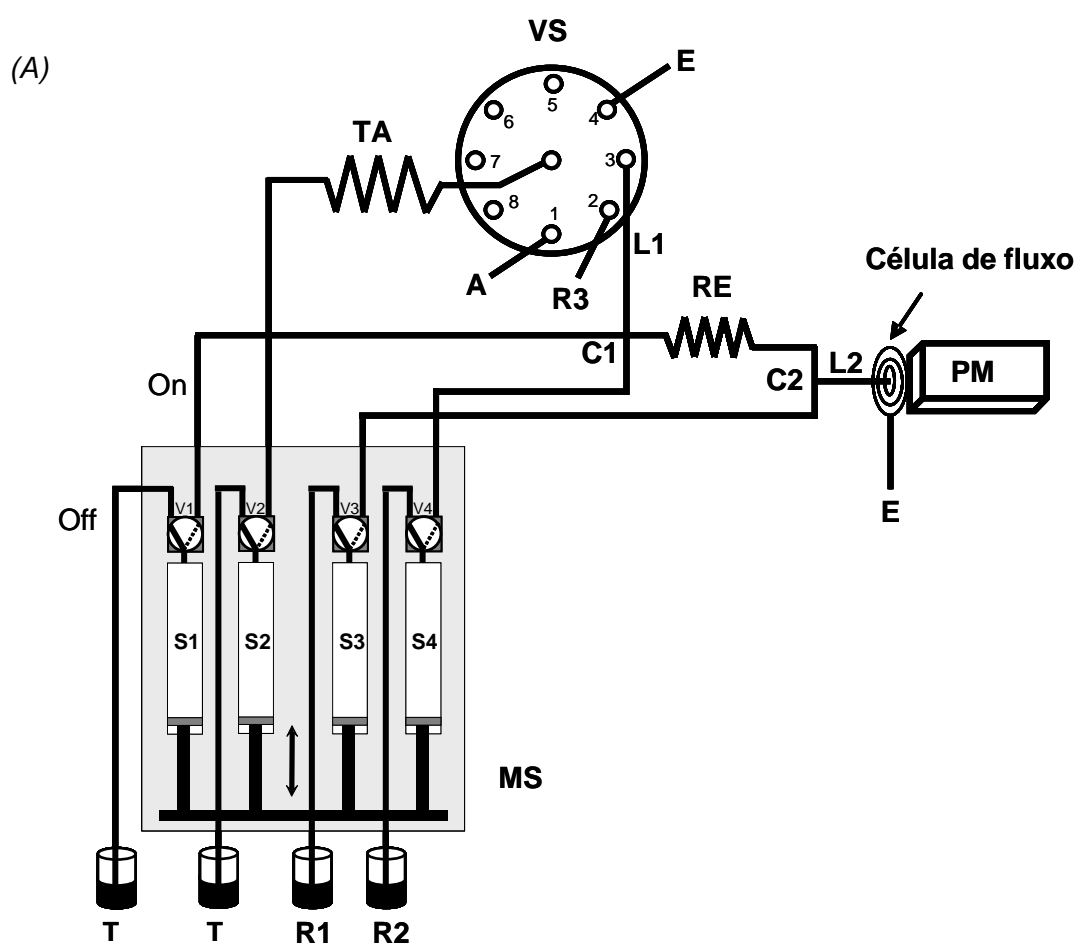 VS
(A)
E
5
6
4
TA
7
3
8
2
1
L1
A
R3
Célula de fluxo
RE
C1
On
C2
L2
PM
V1
V2
V3
V4
Off
E
S1
S2
S3
S4
MS
T
T
R1
R2